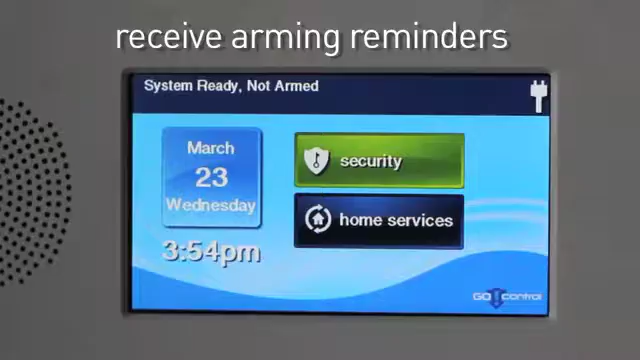 receive arming reminders
System Ready, Not Armed
March
23
Wednesday
3:54pm
security
home services
GO control